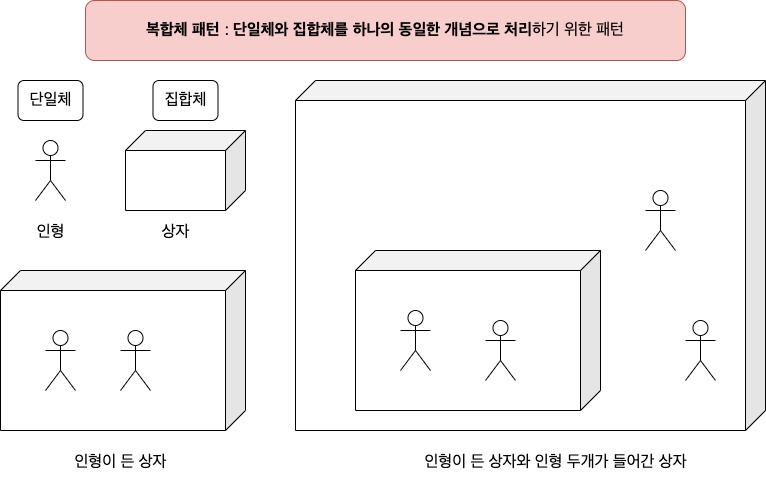 복합체 패턴 : 단일체와 집합체를 하나의 동일한 개념으로 처리하기 위한 패턴
단일체
집합체
인형
상자
인형이 든 상자
인형이 든 상자와 인형 두개가 들어간 상자